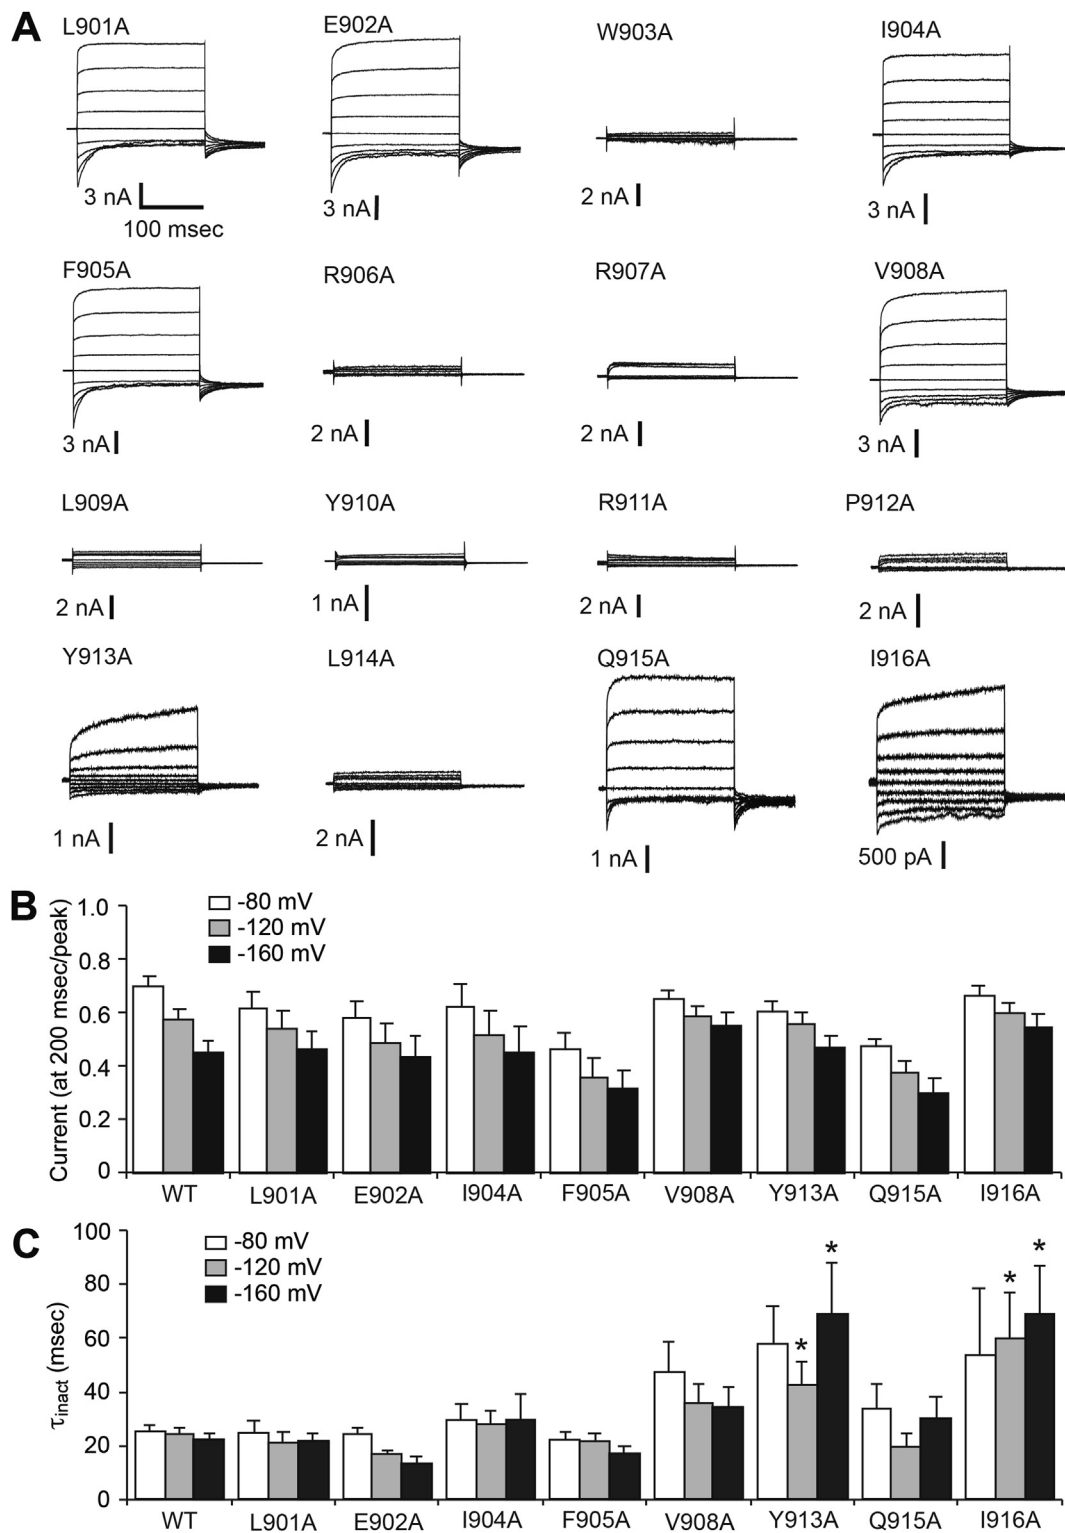 A
L901A
E902A
W903A
I904A
3 nA
100 msec
3 nA
2 nA
3 nA
F905A
R906A
R907A
V908A
3 nA
2 nA
2 nA
3 nA
L909A
Y910A
R911A
P912A
2 nA
1 nA
2 nA
2 nA
Y913A
L914A
Q915A
I916A
1 nA
2 nA
1 nA
500 pA
B
Current (at 200 msec/peak)
1.0
0.8
0.6
0.4
0.2
0
-80 mV
-120 mV
-160 mV
WT
L901A
E902A
I904A
F905A
V908A
Y913A
Q915A
I916A
C
τinact (msec)
100
80
60
40
20
0
-80 mV
-120 mV
-160 mV
*
*
*
*
WT
L901A
E902A
I904A
F905A
V908A
Y913A
Q915A
I916A